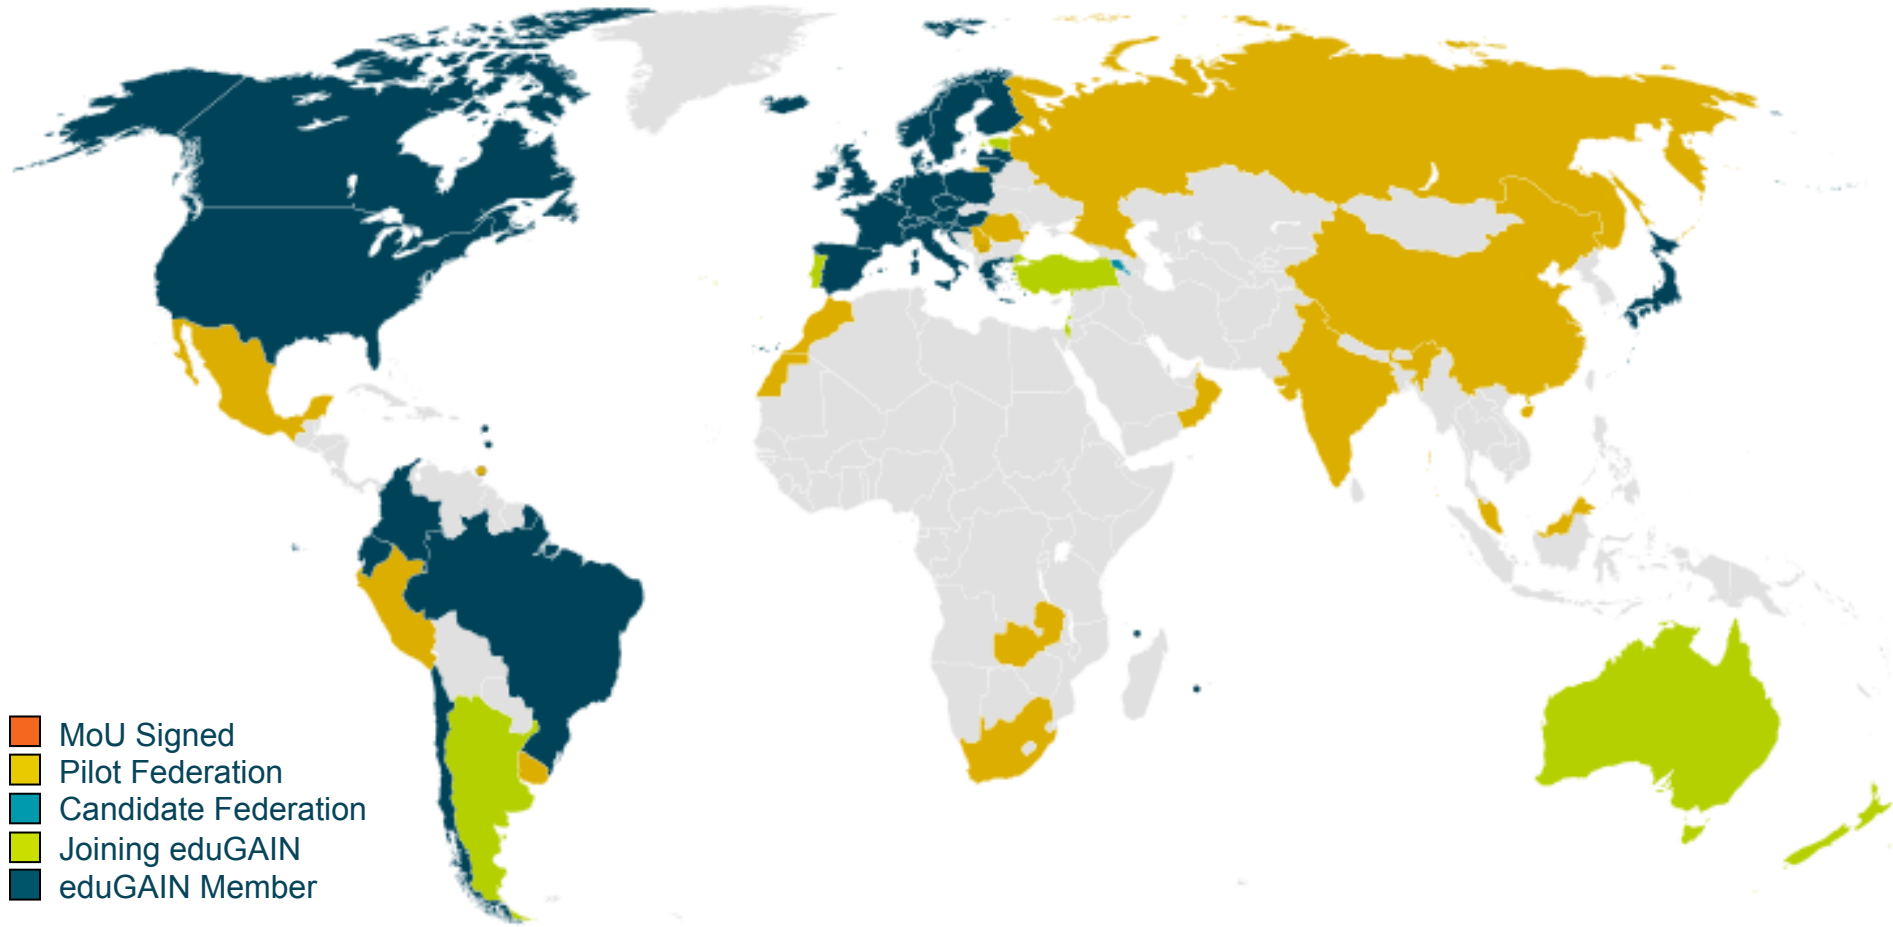 MoU Signed
Pilot Federation
Candidate Federation
Joining eduGAIN
eduGAIN Member